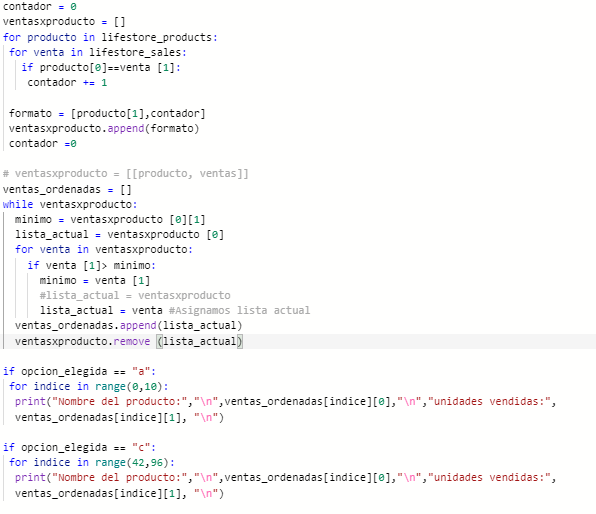 contador = 0
ventasxproducto = []
for producto in lifestore_products:
 for venta in lifestore_sales:
   if producto[0]==venta [1]:
    contador += 1

 formato = [producto[1],contador]
 ventasxproducto.append(formato)
 contador =0

# ventasxproducto = [[producto, ventas]]
ventas_ordenadas = []
while ventasxproducto:
  minimo = ventasxproducto [0][1]
  lista_actual = ventasxproducto [0]
  for venta in ventasxproducto:
    if venta [1]> minimo:
      minimo = venta [1]
      #lista_actual = ventasxproducto
      lista_actual = venta #Asignamos lista actual
  ventas_ordenadas.append(lista_actual)
  ventasxproducto.remove (lista_actual)

if opcion_elegida == "a":
 for indice in range(0,10):
  print("Nombre del producto:","\n",ventas_ordenadas[indice][0],"\n","unidades vendidas:",
  ventas_ordenadas[indice][1], "\n")

if opcion_elegida == "c":
 for indice in range(42,96):
  print("Nombre del producto:","\n",ventas_ordenadas[indice][0],"\n","unidades vendidas:",
  ventas_ordenadas[indice][1], "\n")